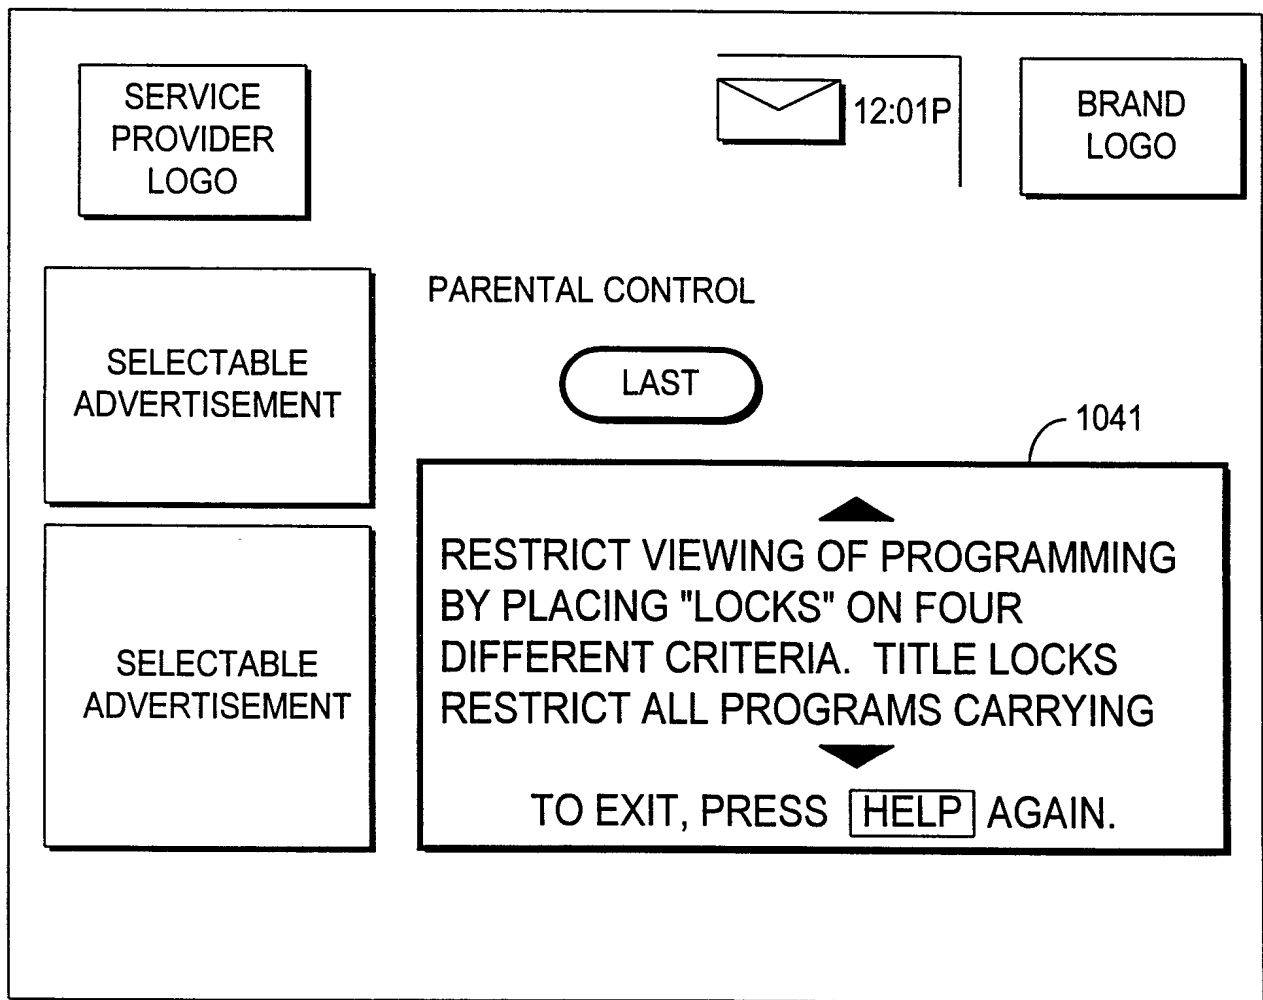 SERVICE
PROVIDER
LOGO
12:01P
BRAND
LOGO
SELECTABLE
ADVERTISEMENT
PARENTAL CONTROL
LAST
1041
SELECTABLE
ADVERTISEMENT
RESTRICT VIEWING OF PROGRAMMING
BY PLACING "LOCKS" ON FOUR
DIFFERENT CRITERIA. TITLE LOCKS
RESTRICT ALL PROGRAMS CARRYING
TO EXIT, PRESS HELP AGAIN.